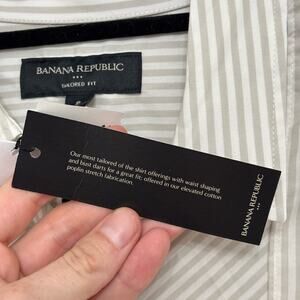 BANANA REPUBLIC
TAILORED FIT
Our most tailored of the shirt offerings with waist shaping
and bust darts for a great fit; offered in our elevated cotton
poplin stretch fabrication.
BANANA REPUBLIC